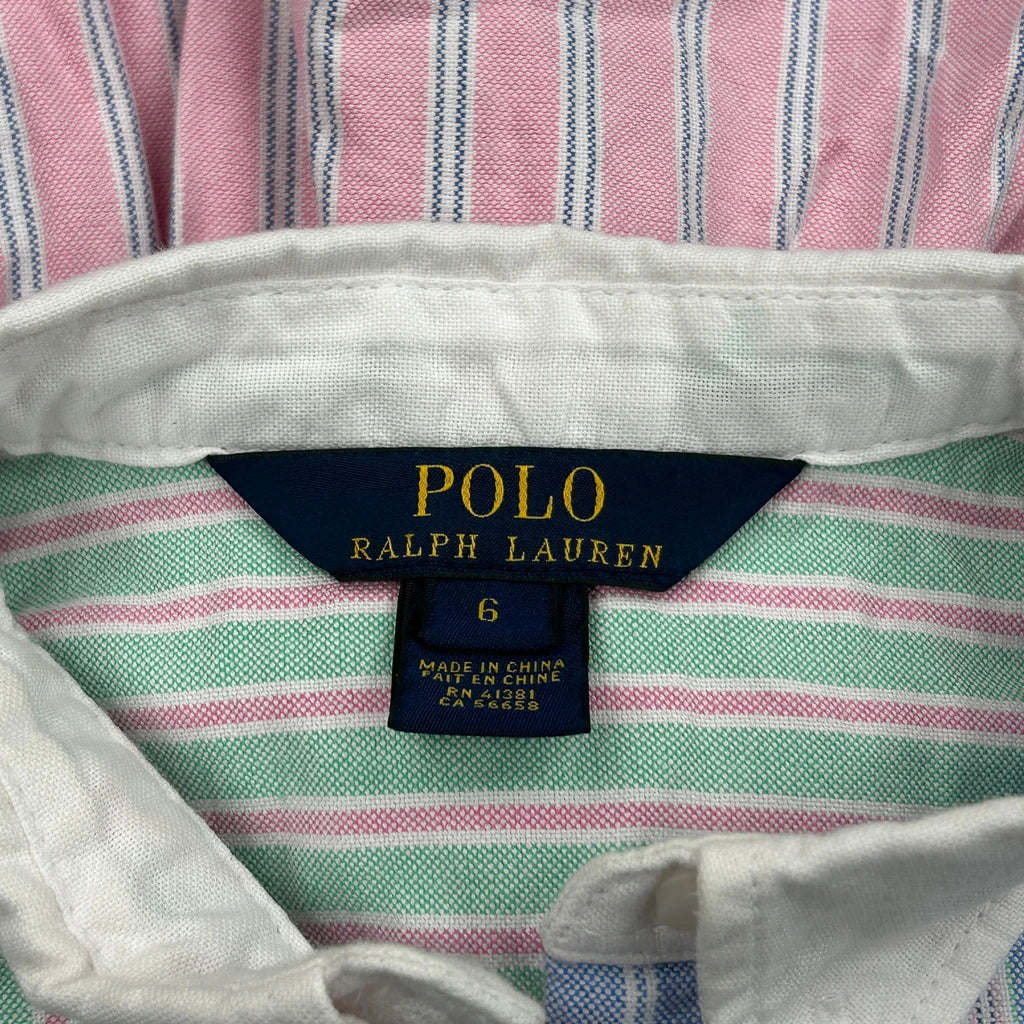 POLO
RALPH LAUREN
6
MADE IN CHINA
FAIT EN CHINE
RN 41381
CA 56658